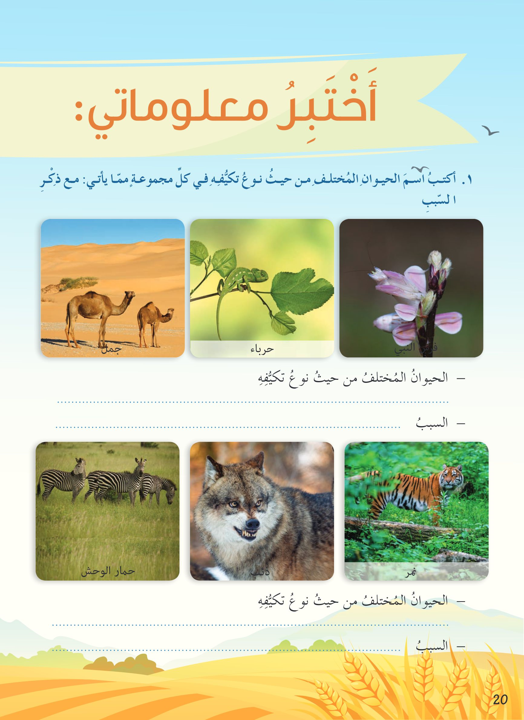 أَخْتَبِرُ معلوماتي:
١. أكتبُ اسمَ الحيوانِ المُختلفِ من حيثُ نوعُ تكيُّفِهِ في كلِّ مجموعةٍ ممّا يأتي: مع ذِكْرِ
ا لسّببِ
حرباء
جمل
– الحيوانُ المُختلفُ من حيثُ نوعُ تكيُّفِهِ
– السببُ
نمر
ذئب
حمار الوحش
– الحيوانُ المُختلفُ من حيثُ نوعُ تكيُّفِهِ
– السببُ
20